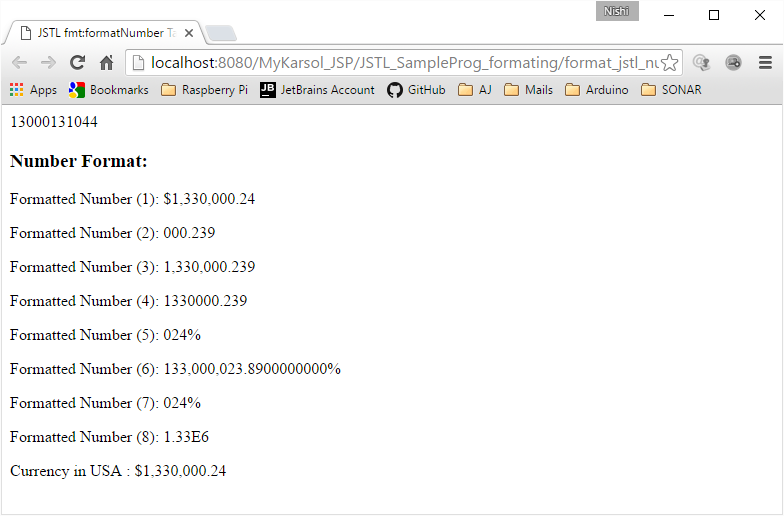 Nishi
JSTL fmt:formatNumber Ta
localhost:8080/MyKarsol_JSP/JSTL_SampleProg_formating/format_jstl_nu
Apps Bookmarks Raspberry Pi JetBrains Account GitHub AJ Mails Arduino SONAR
13000131044
Number Format:
Formatted Number (1): $1,330,000.24
Formatted Number (2): 000.239
Formatted Number (3): 1,330,000.239
Formatted Number (4): 1330000.239
Formatted Number (5): 024%
Formatted Number (6): 133,000,023.8900000000%
Formatted Number (7): 024%
Formatted Number (8): 1.33E6
Currency in USA : $1,330,000.24